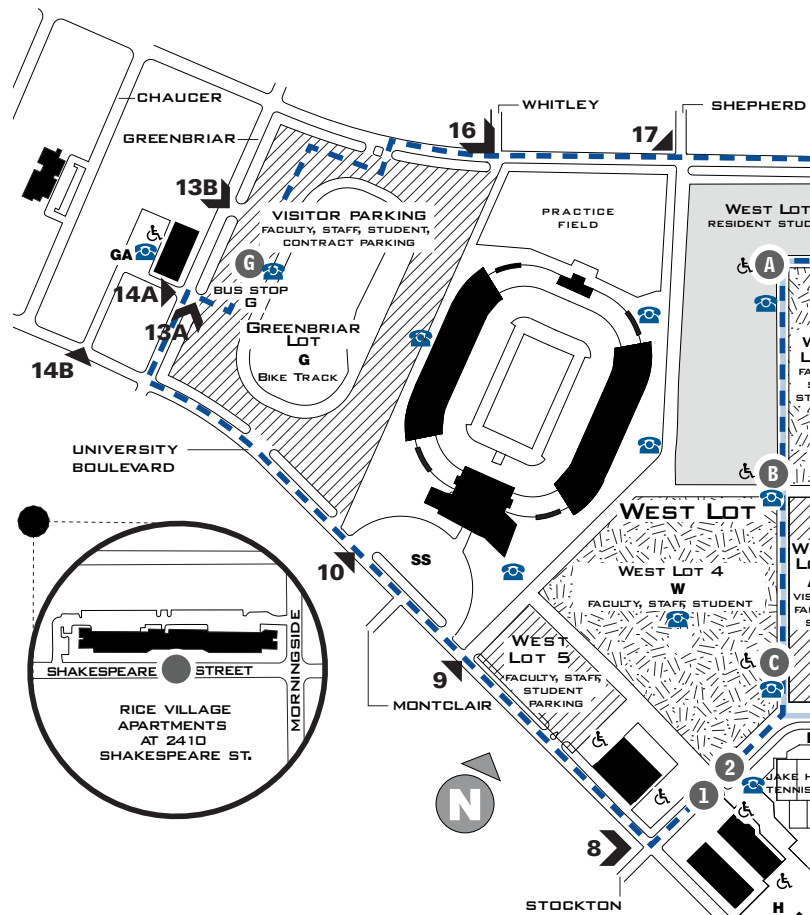 CHAUCER
WHITLEY
SHEPHERD
16
17
GREENBRIAR
13B
VISITOR PARKING
FACULTY, STAFF, STUDENT,
CONTRACT PARKING
PRACTICE
FIELD
WEST LOT
RESIDENT STUD
GA
G
A
BUS STOP
G
14A
13A
GREENBRIAR
LOT
G
BIKE TRACK
14B
UNIVERSITY
BOULEVARD
B
WEST LOT
10
SS
WEST LOT 4
W
FACULTY, STAFF, STUDENT
WEST
LOT 5
FACULTY, STAFF,
STUDENT
PARKING
C
9
MONTCLAIR
SHAKESPEARE
STREET
MORNINGSIDE
RICE VILLAGE
APARTMENTS
AT 2410
SHAKESPEARE ST.
N
2
1
JAKE H
TENNIS
8
STOCKTON
H